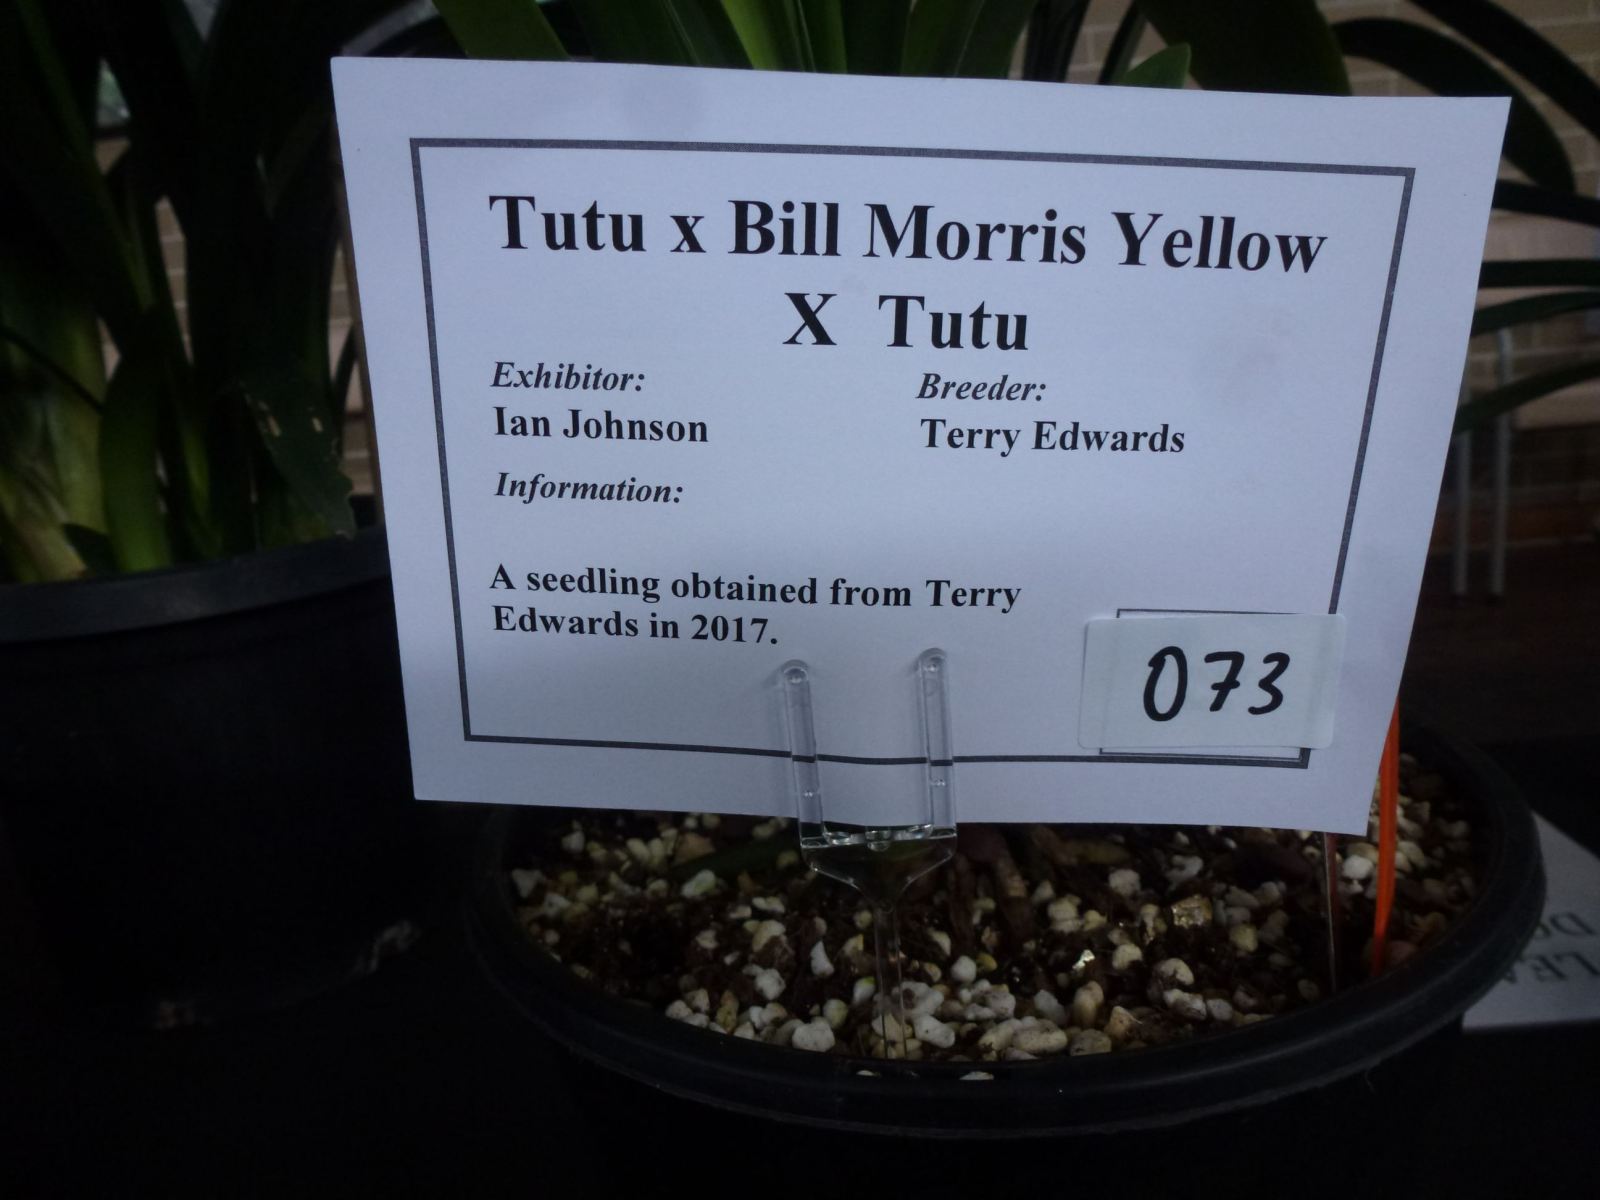 Tutu x Bill Morris Yellow
X Tutu
Exhibitor:
Breeder:
Ian Johnson
Terry Edwards
Information:
A seedling obtained from Terry
Edwards in 2017.
073